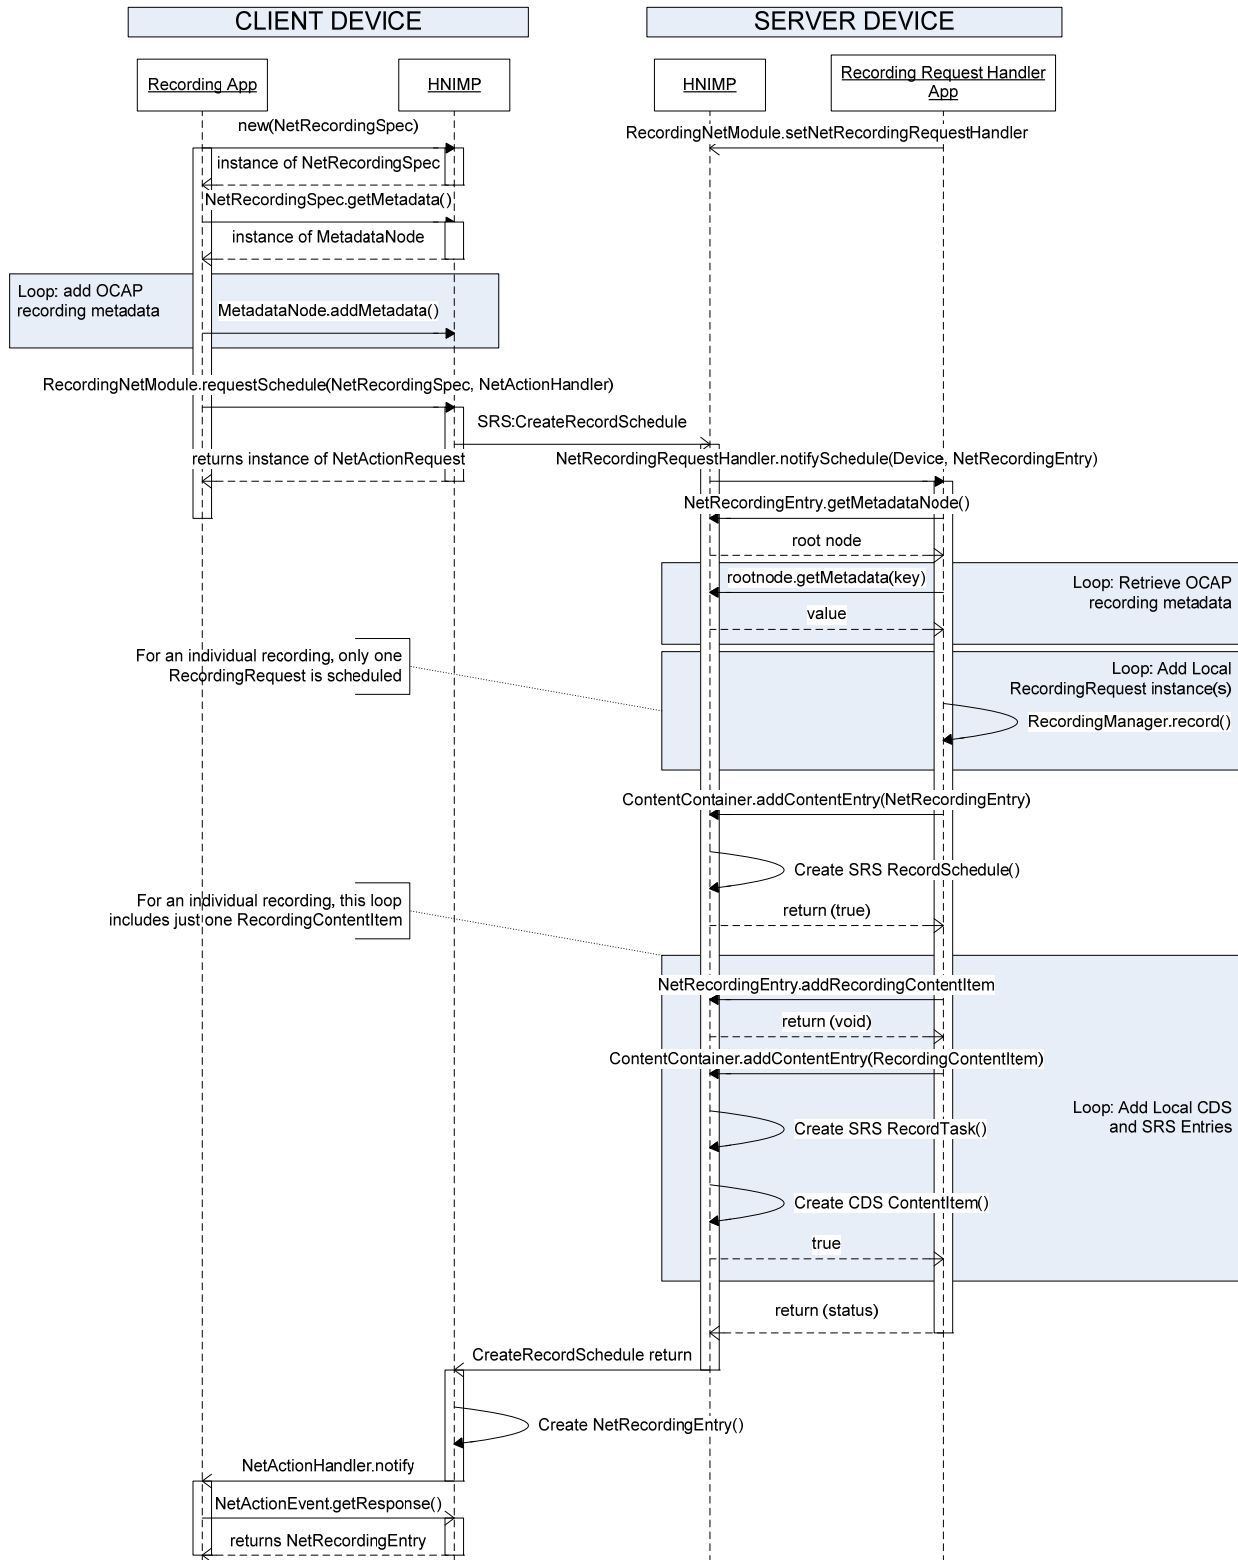 CLIENT DEVICE
SERVER DEVICE
Recording App
HNIMP
HNIMP
Recording Request Handler
App
new(NetRecordingSpec)
RecordingNetModule.setNetRecordingRequestHandler
instance of NetRecordingSpec
NetRecordingSpec.getMetadata()
instance of MetadataNode
Loop: add OCAP
recording metadata
MetadataNode.addMetadata()
RecordingNetModule.requestSchedule(NetRecordingSpec, NetActionHandler)
SRS:CreateRecordSchedule
returns instance of NetActionRequest
NetRecordingRequestHandler.notifySchedule(Device, NetRecordingEntry)
NetRecordingEntry.getMetadataNode()
root node
rootnode.getMetadata(key)
Loop: Retrieve OCAP
recording metadata
value
For an individual recording, only one
RecordingRequest is scheduled
Loop: Add Local
RecordingRequest instance(s)
RecordingManager.record()
ContentContainer.addContentEntry(NetRecordingEntry)
Create SRS RecordSchedule()
For an individual recording, this loop
includes just one RecordingContentItem
return (true)
NetRecordingEntry.addRecordingContentItem
return (void)
ContentContainer.addContentEntry(RecordingContentItem)
Loop: Add Local CDS
and SRS Entries
Create SRS RecordTask()
Create CDS ContentItem()
true
return (status)
CreateRecordSchedule return
Create NetRecordingEntry()
NetActionHandler.notify
NetActionEvent.getResponse()
returns NetRecordingEntry